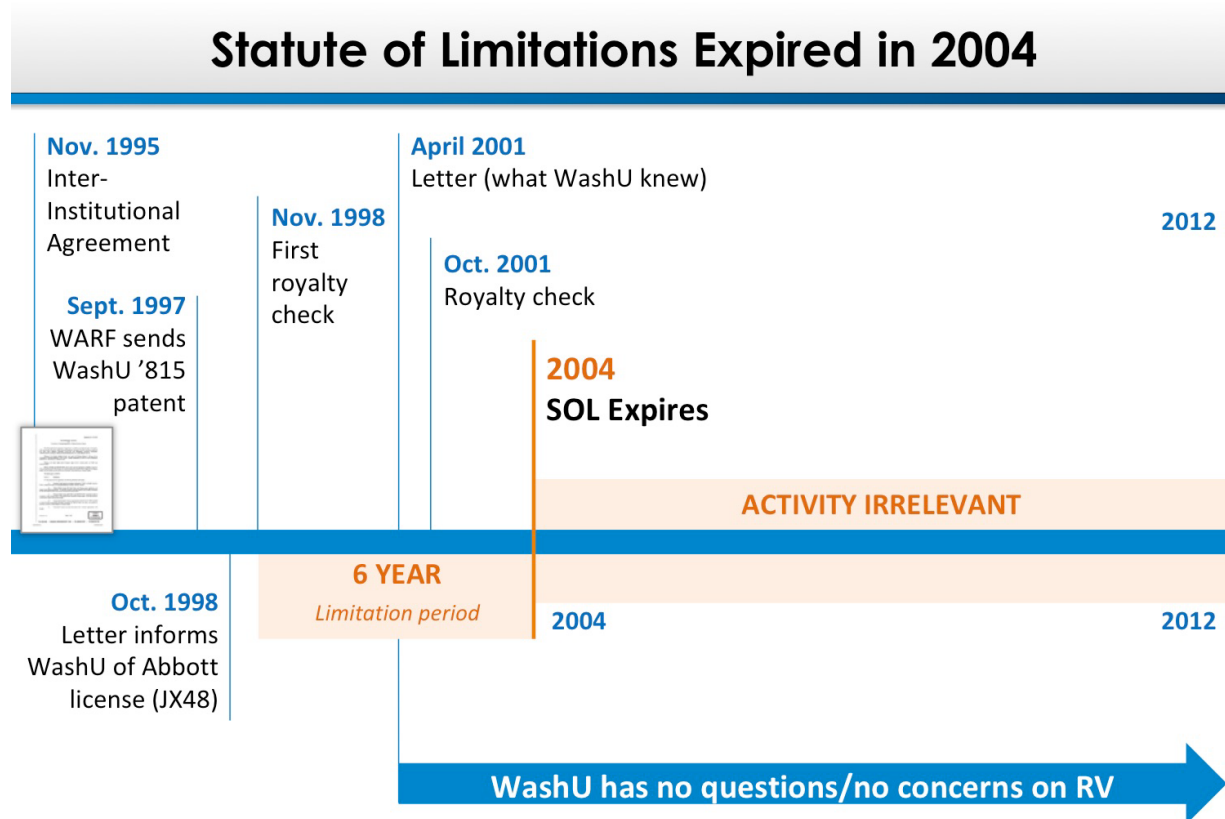 Statute of Limitations Expired in 2004
Nov. 1995
Inter-
Institutional
Agreement
Sept. 1997
WARF sends
WashU ’815
patent
Nov. 1998
First
royalty
check
April 2001
Letter (what WashU knew)
Oct. 2001
Royalty check
2012
2004
SOL Expires
ACTIVITY IRRELEVANT
6 YEAR
Limitation period
2004
2012
Oct. 1998
Letter informs
WashU of Abbott
license (JX48)
WashU has no questions/no concerns on RV